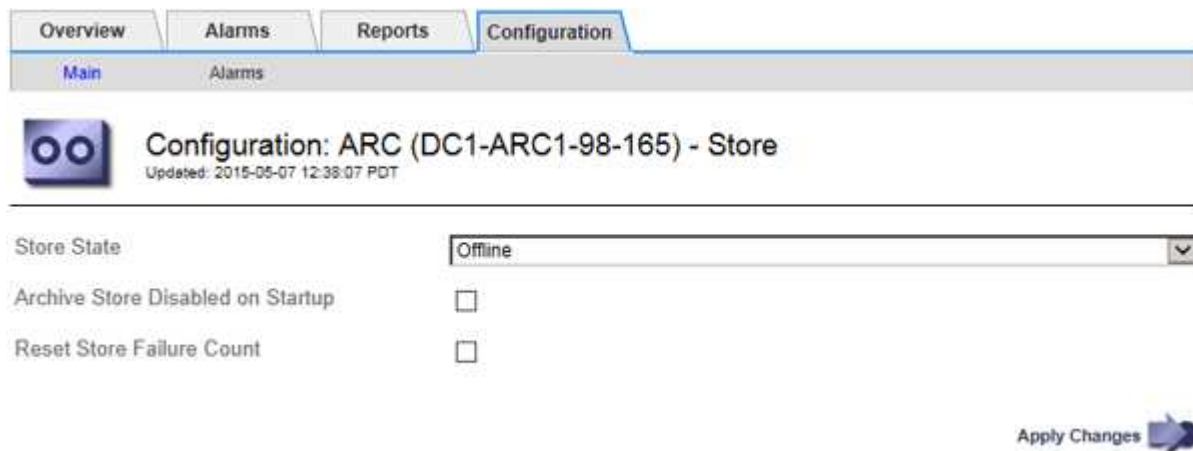 Overview Alarms Reports Configuration
Main Alarms
Configuration: ARC (DC1-ARC1-98-165) - Store
Updated: 2015-05-07 12:38:07 PDT
Store State Offline
Archive Store Disabled on Startup
Reset Store Failure Count
Apply Changes